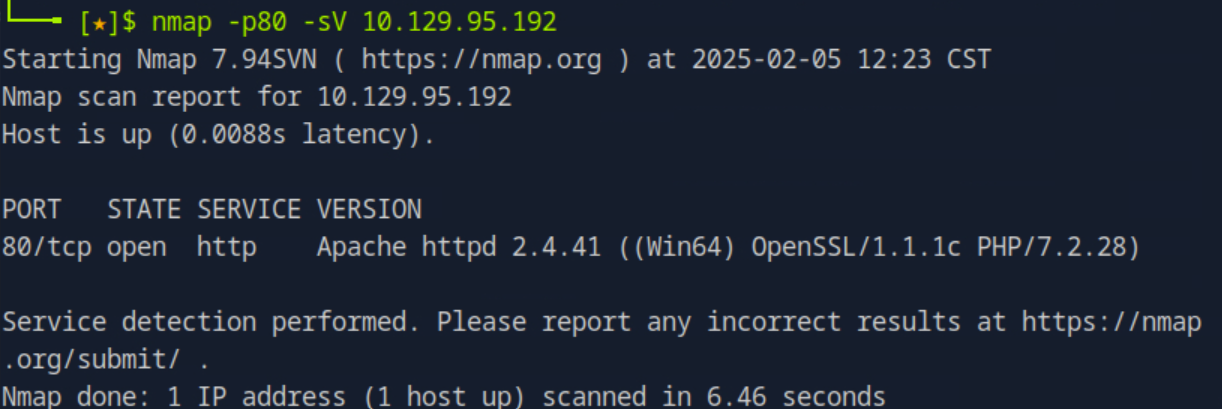 └──╼ [★]$ nmap -p80 -sV 10.129.95.192
Starting Nmap 7.94SVN ( https://nmap.org ) at 2025-02-05 12:23 CST
Nmap scan report for 10.129.95.192
Host is up (0.0088s latency).
PORT   STATE SERVICE VERSION
80/tcp open  http    Apache httpd 2.4.41 ((Win64) OpenSSL/1.1.1c PHP/7.2.28)
Service detection performed. Please report any incorrect results at https://nmap
.org/submit/ .
Nmap done: 1 IP address (1 host up) scanned in 6.46 seconds